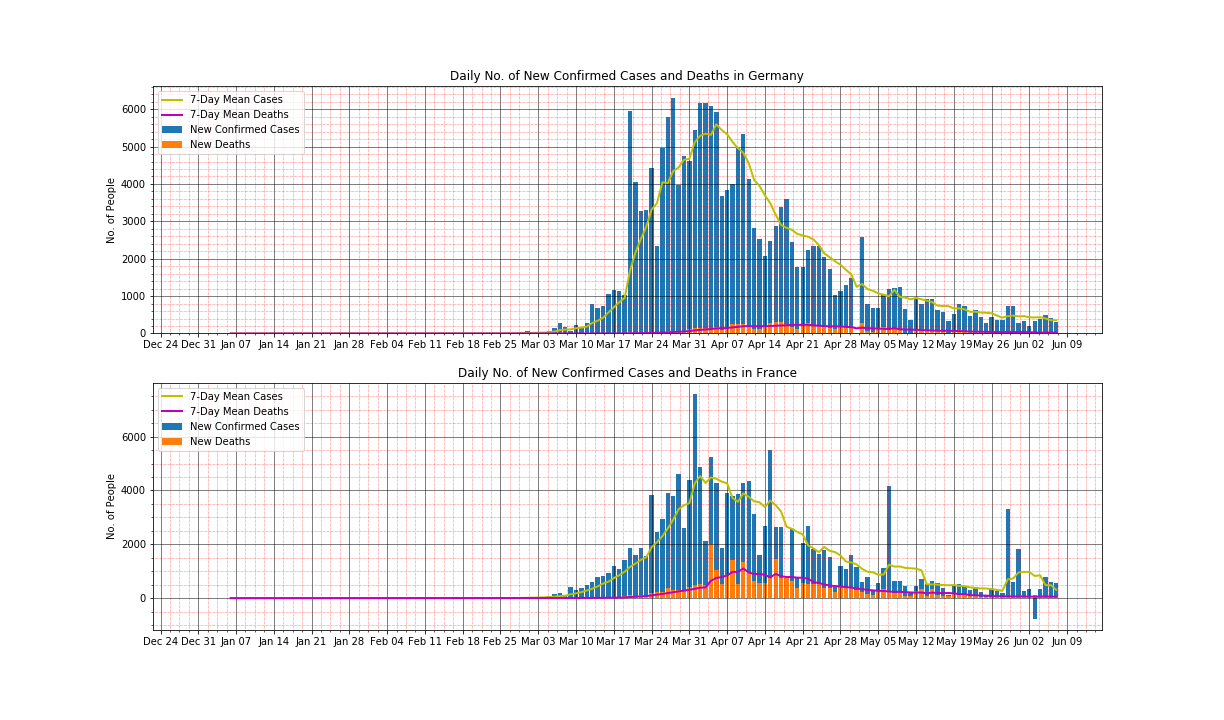 Daily No. of New Confirmed Cases and Deaths in Germany
7-Day Mean Cases
7-Day Mean Deaths
New Confirmed Cases
New Deaths
No. of People
6000
5000
4000
3000
2000
1000
0
Dec 24 Dec 31 Jan 07 Jan 14 Jan 21 Jan 28 Feb 04 Feb 11 Feb 18 Feb 25 Mar 03 Mar 10 Mar 17 Mar 24 Mar 31 Apr 07 Apr 14 Apr 21 Apr 28 May 05 May 12 May 19 May 26 Jun 02 Jun 09
Daily No. of New Confirmed Cases and Deaths in France
7-Day Mean Cases
7-Day Mean Deaths
New Confirmed Cases
New Deaths
No. of People
6000
4000
2000
0
Dec 24 Dec 31 Jan 07 Jan 14 Jan 21 Jan 28 Feb 04 Feb 11 Feb 18 Feb 25 Mar 03 Mar 10 Mar 17 Mar 24 Mar 31 Apr 07 Apr 14 Apr 21 Apr 28 May 05 May 12 May 19 May 26 Jun 02 Jun 09